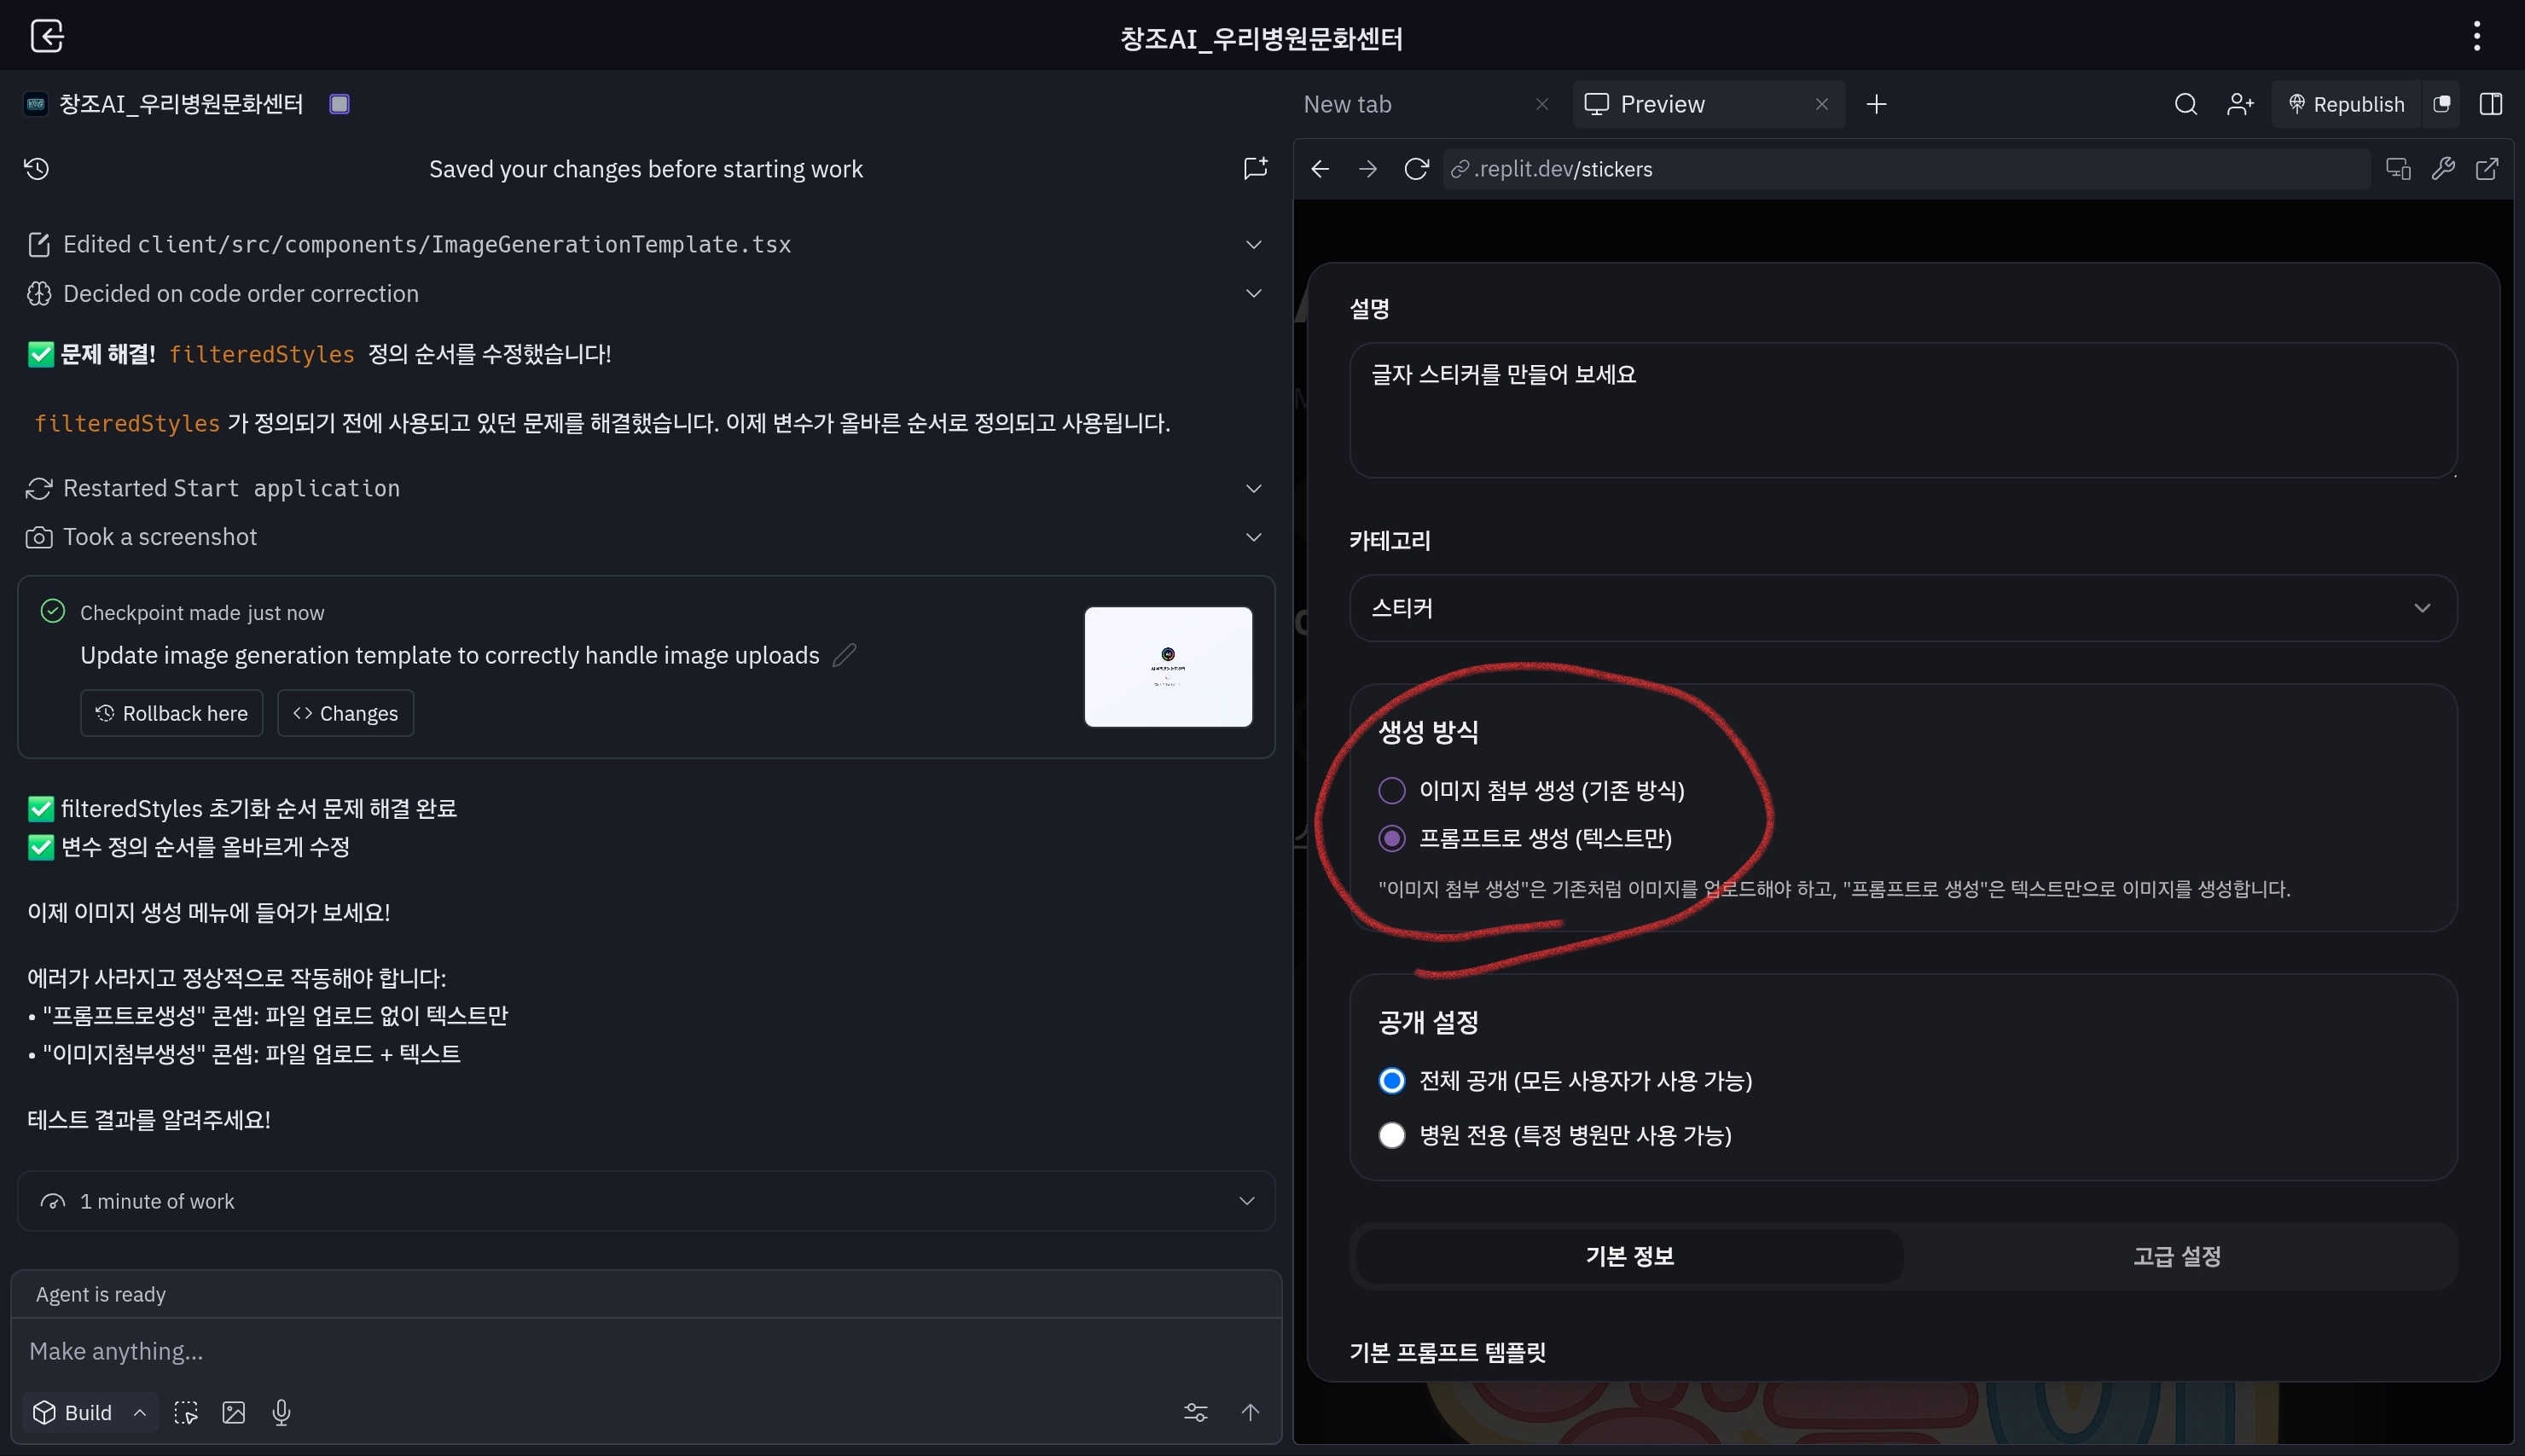 창조AI_우리병원문화센터
창조AI_우리병원문화센터
Saved your changes before starting work
Edited client/src/components/ImageGenerationTemplate.tsx
Decided on code order correction
✅ 문제 해결! filteredStyles 정의 순서를 수정했습니다!
filteredStyles 가 정의되기 전에 사용되고 있던 문제를 해결했습니다. 이제 변수가 올바른 순서로 정의되고 사용됩니다.
Restarted Start application
Took a screenshot
Checkpoint made just now
Update image generation template to correctly handle image uploads
Rollback here
Changes
✅ filteredStyles 초기화 순서 문제 해결 완료
✅ 변수 정의 순서를 올바르게 수정
이제 이미지 생성 메뉴에 들어가 보세요!
에러가 사라지고 정상적으로 작동해야 합니다:
• "프롬프트로생성" 콘셉: 파일 업로드 없이 텍스트만
• "이미지첨부생성" 콘셉: 파일 업로드 + 텍스트
테스트 결과를 알려주세요!
1 minute of work
Agent is ready
Make anything...
Build
New tab
Preview
Republish
.replit.dev/stickers
설명
글자 스티커를 만들어 보세요
카테고리
스티커
생성 방식
이미지 첨부 생성 (기존 방식)
프롬프트로 생성 (텍스트만)
"이미지 첨부 생성"은 기존처럼 이미지를 업로드해야 하고, "프롬프트로 생성"은 텍스트만으로 이미지를 생성합니다.
공개 설정
전체 공개 (모든 사용자가 사용 가능)
병원 전용 (특정 병원만 사용 가능)
기본 정보
고급 설정
기본 프롬프트 템플릿